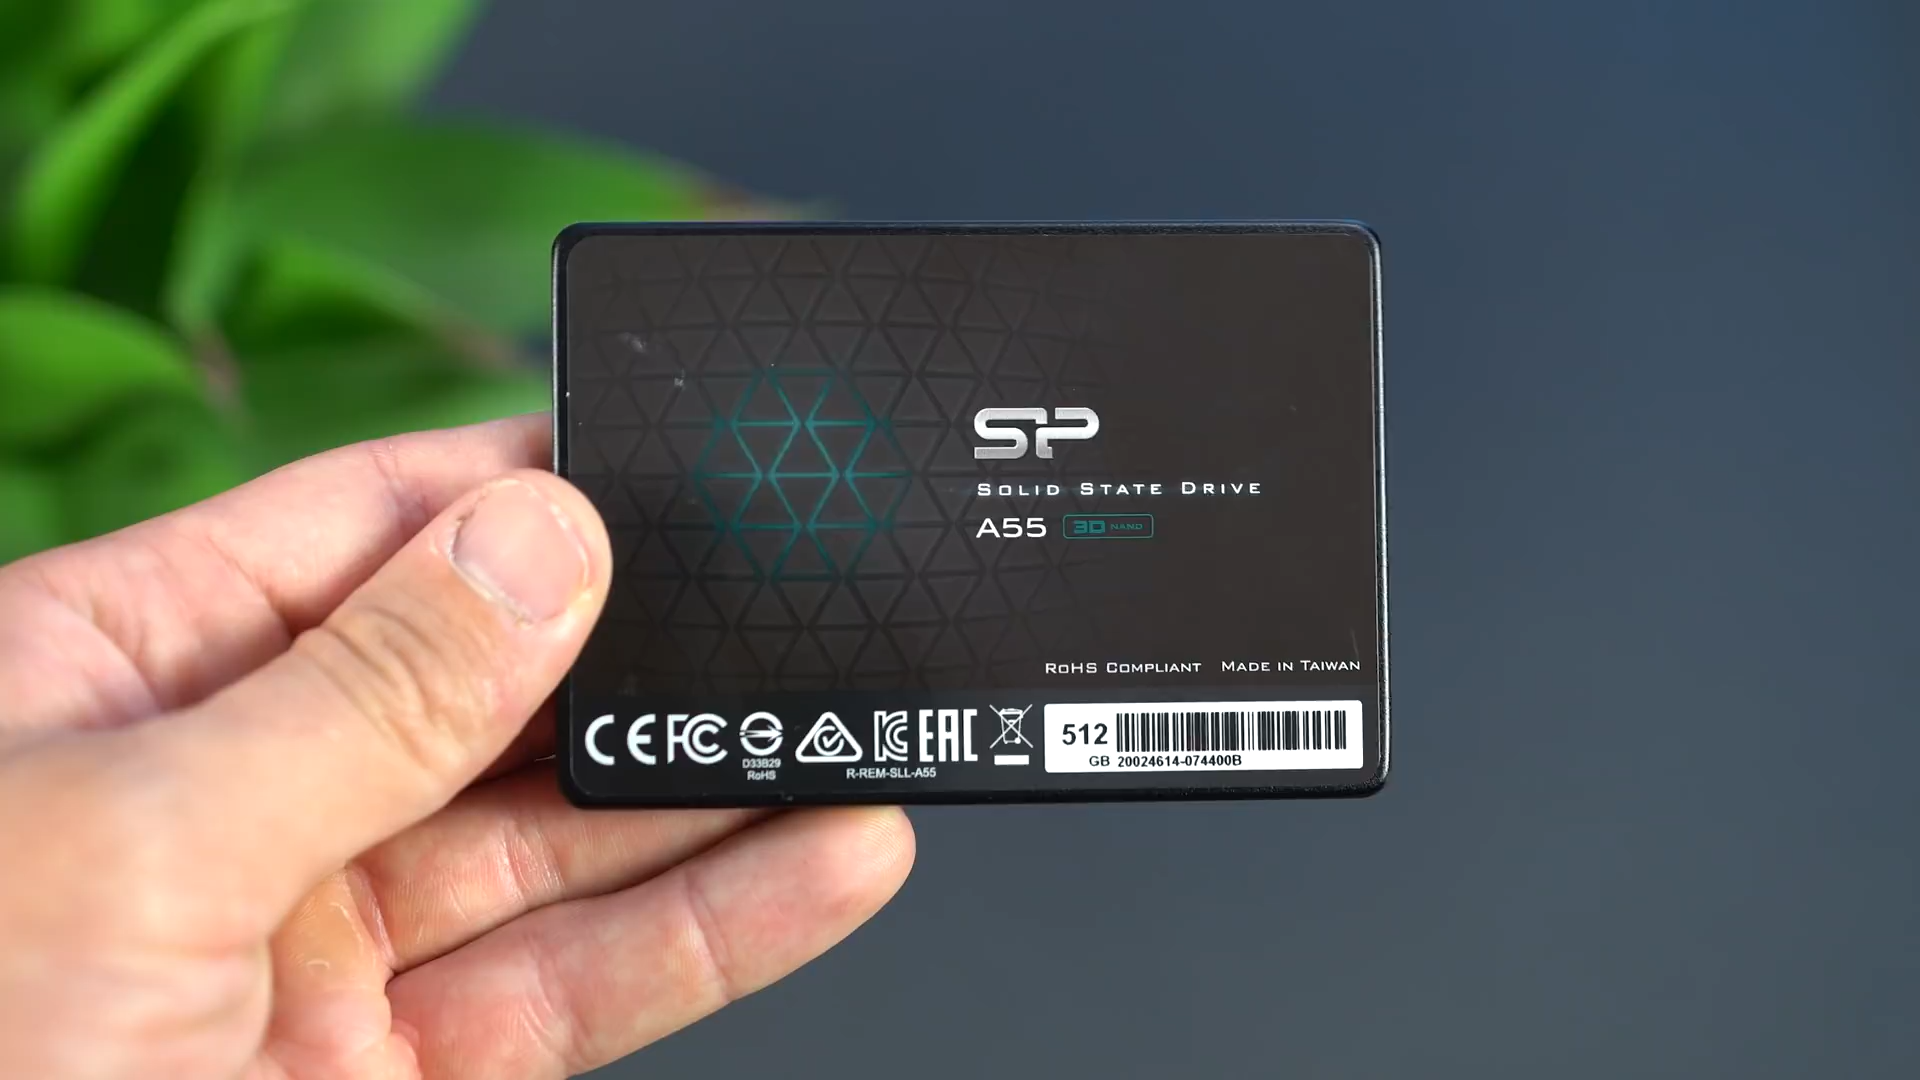 SP
SOLID STATE DRIVE
A55 3D NAND
ROHS COMPLIANT MADE IN TAIWAN
CE FC EAC
D33B29
RoHS
R-REM-SLL-A55
512
GB 20024614-074400B